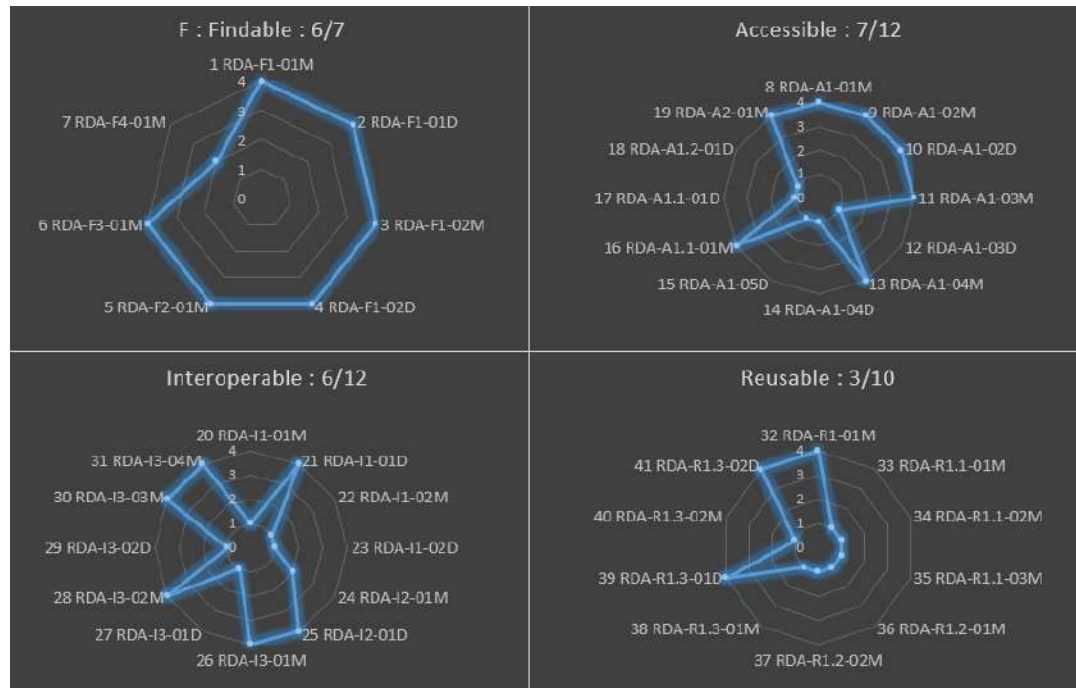 F : Findable : 6/7
1 RDA-F1-01M
2 RDA-F1-01D
3 RDA-F1-02M
4 RDA-F1-02D
5 RDA-F2-01M
6 RDA-F3-01M
7 RDA-F4-01M
4
3
2
1
0
Accessible : 7/12
8 RDA-A1-01M
9 RDA-A1-02M
10 RDA-A1-02D
11 RDA-A1-03M
12 RDA-A1-03D
13 RDA-A1-04M
14 RDA-A1-04D
15 RDA-A1-05D
16 RDA-A1.1-01M
17 RDA-A1.1-01D
18 RDA-A1.2-01D
19 RDA-A2-01M
4
3
2
1
0
Interoperable : 6/12
20 RDA-I1-01M
21 RDA-I1-01D
22 RDA-I1-02M
23 RDA-I1-02D
24 RDA-I2-01M
25 RDA-I2-01D
26 RDA-I3-01M
27 RDA-I3-01D
28 RDA-I3-02M
29 RDA-I3-02D
30 RDA-I3-03M
31 RDA-I3-04M
4
3
2
1
0
Reusable : 3/10
32 RDA-R1-01M
33 RDA-R1.1-01M
34 RDA-R1.1-02M
35 RDA-R1.1-03M
36 RDA-R1.2-01M
37 RDA-R1.2-02M
38 RDA-R1.3-01M
39 RDA-R1.3-01D
40 RDA-R1.3-02M
41 RDA-R1.3-02D
4
3
2
1
0